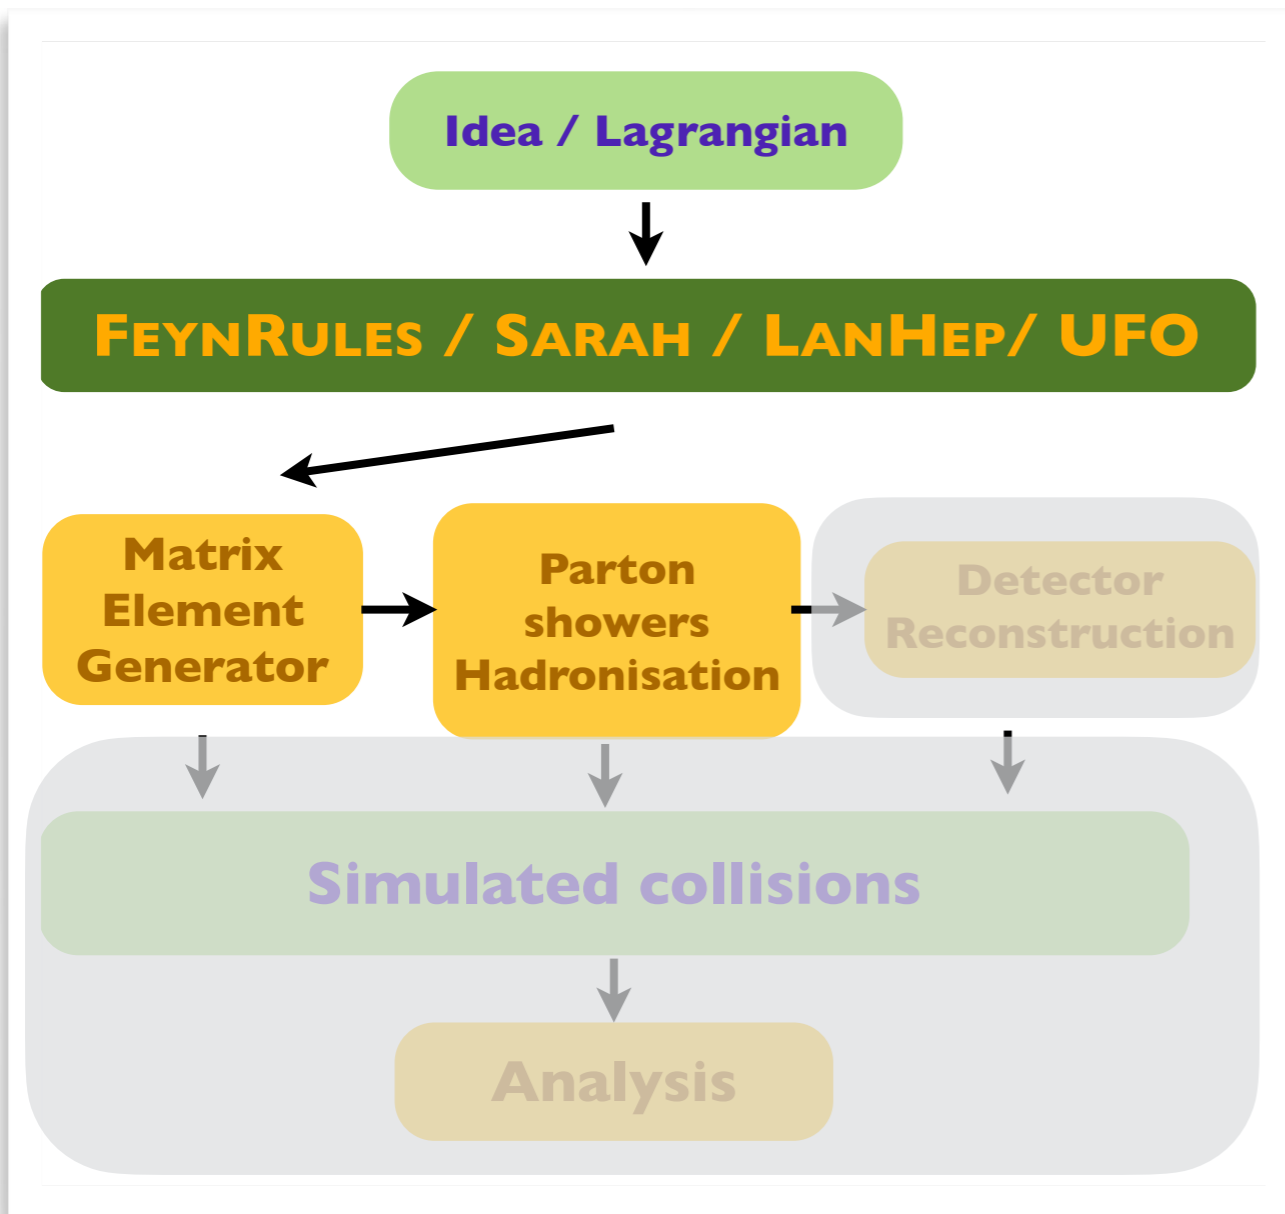 Idea / Lagrangian
FEYNRULES / SARAH / LANHEP/ UFO
Matrix
Element
Generator
Parton
showers
Hadronisation
Detector
Reconstruction
Simulated collisions
Analysis